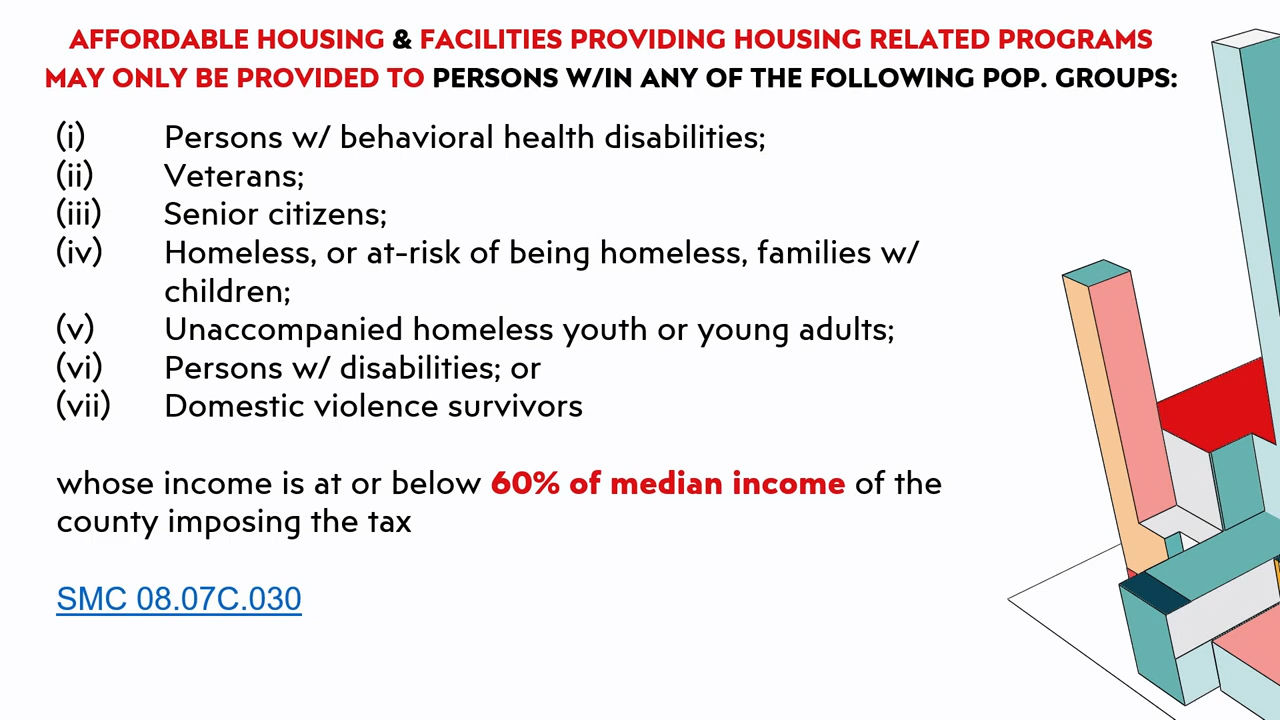 AFFORDABLE HOUSING & FACILITIES PROVIDING HOUSING RELATED PROGRAMS
MAY ONLY BE PROVIDED TO PERSONS W/IN ANY OF THE FOLLOWING POP. GROUPS:
(i) Persons w/ behavioral health disabilities;
(ii) Veterans;
(iii) Senior citizens;
(iv) Homeless, or at-risk of being homeless, families w/
children;
(v) Unaccompanied homeless youth or young adults;
(vi) Persons w/ disabilities; or
(vii) Domestic violence survivors
whose income is at or below 60% of median income of the
county imposing the tax
SMC 08.07C.030